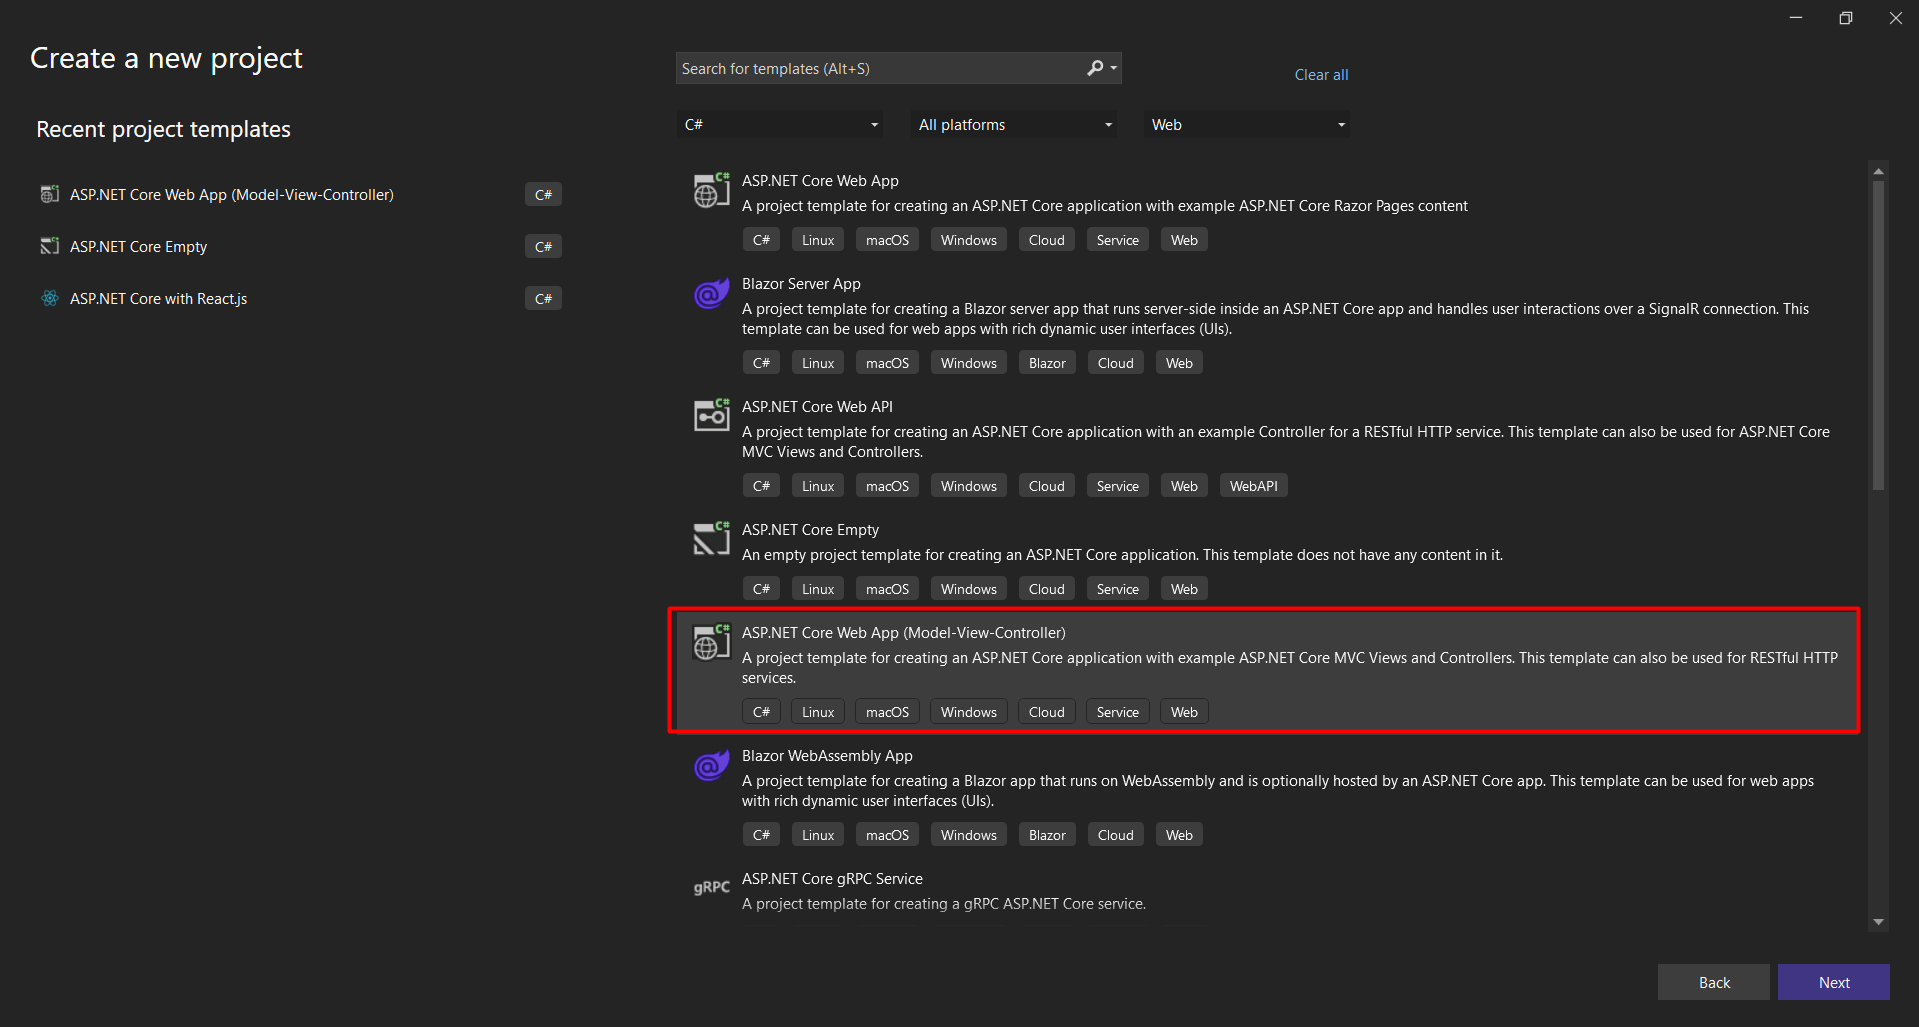 Create a new project
Search for templates (Alt+S)
Clear all
Recent project templates
C#
All platforms
Web
ASP.NET Core Web App (Model-View-Controller) C#
ASP.NET Core Empty C#
ASP.NET Core with React.js C#
C#
ASP.NET Core Web App
A project template for creating an ASP.NET Core application with example ASP.NET Core Razor Pages content
C# Linux macOS Windows Cloud Service Web
Blazor Server App
A project template for creating a Blazor server app that runs server-side inside an ASP.NET Core app and handles user interactions over a SignalR connection. This
template can be used for web apps with rich dynamic user interfaces (UIs).
C# Linux macOS Windows Blazor Cloud Web
C#
ASP.NET Core Web API
A project template for creating an ASP.NET Core application with an example Controller for a RESTful HTTP service. This template can also be used for ASP.NET Core
MVC Views and Controllers.
C# Linux macOS Windows Cloud Service Web WebAPI
C#
ASP.NET Core Empty
An empty project template for creating an ASP.NET Core application. This template does not have any content in it.
C# Linux macOS Windows Cloud Service Web
C#
ASP.NET Core Web App (Model-View-Controller)
A project template for creating an ASP.NET Core application with example ASP.NET Core MVC Views and Controllers. This template can also be used for RESTful HTTP
services.
C# Linux macOS Windows Cloud Service Web
Blazor WebAssembly App
A project template for creating a Blazor app that runs on WebAssembly and is optionally hosted by an ASP.NET Core app. This template can be used for web apps
with rich dynamic user interfaces (UIs).
C# Linux macOS Windows Blazor Cloud Web
gRPC
ASP.NET Core gRPC Service
A project template for creating a gRPC ASP.NET Core service.
Back
Next